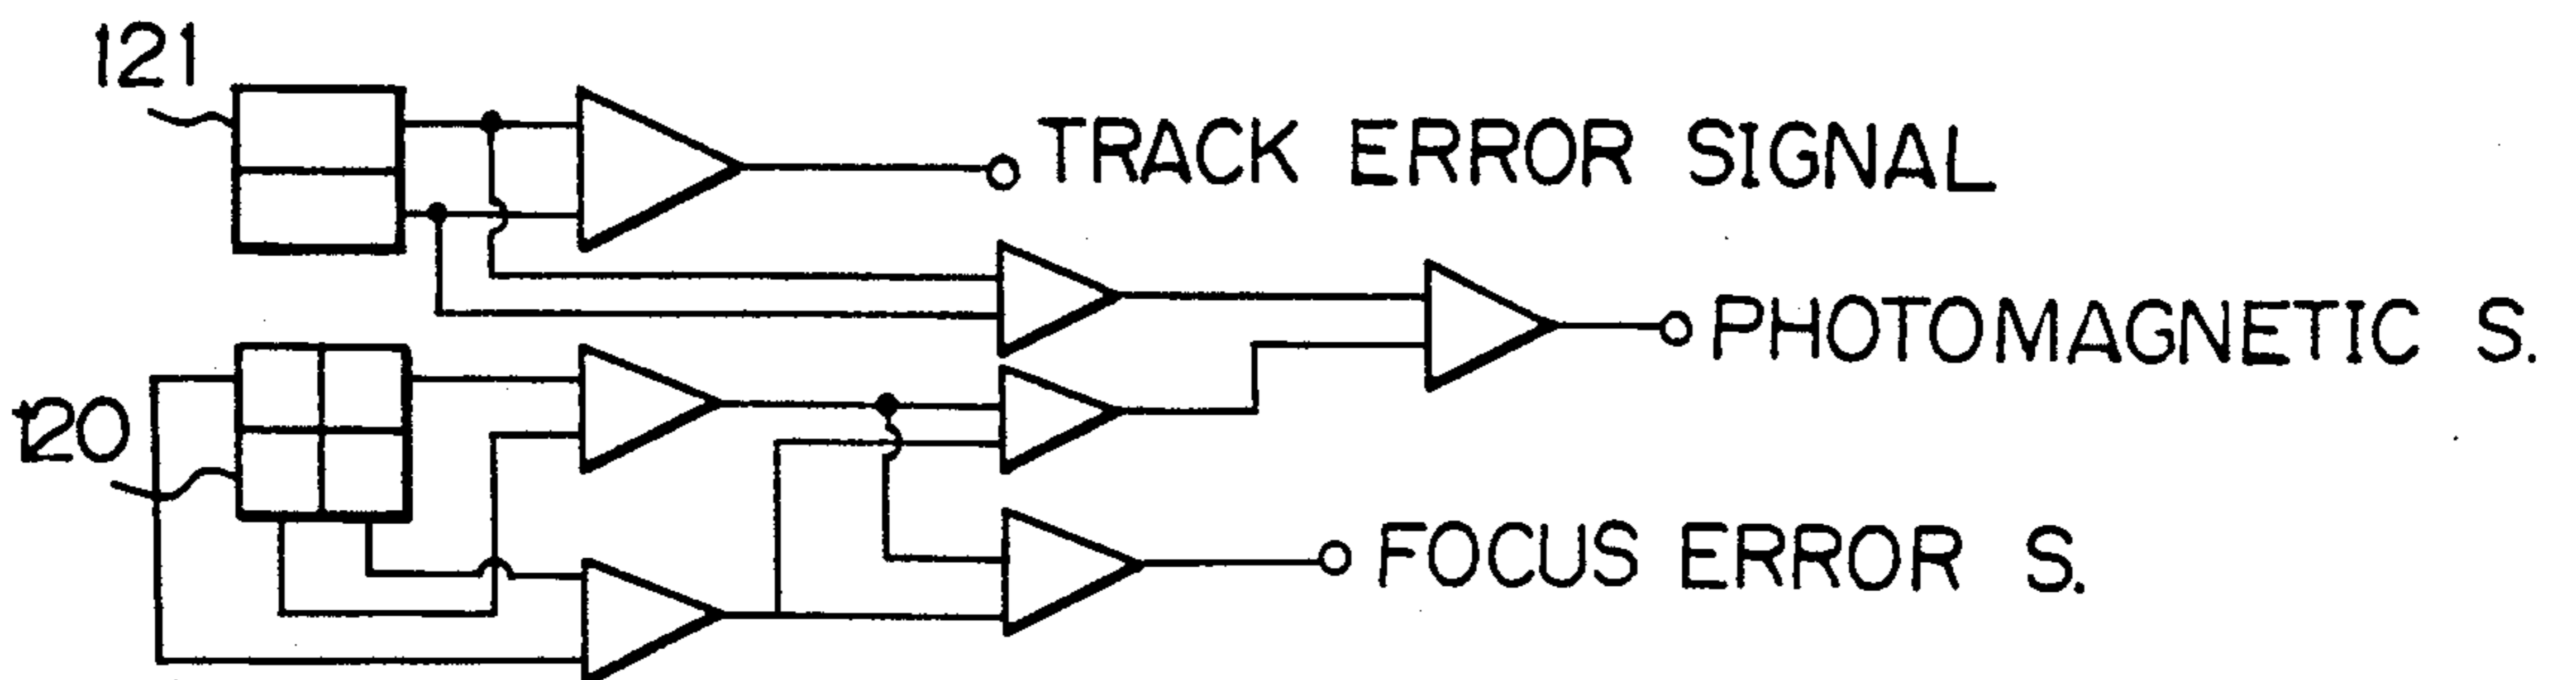 121
TRACK ERROR SIGNAL
PHOTOMAGNETIC S.
120
FOCUS ERROR S.